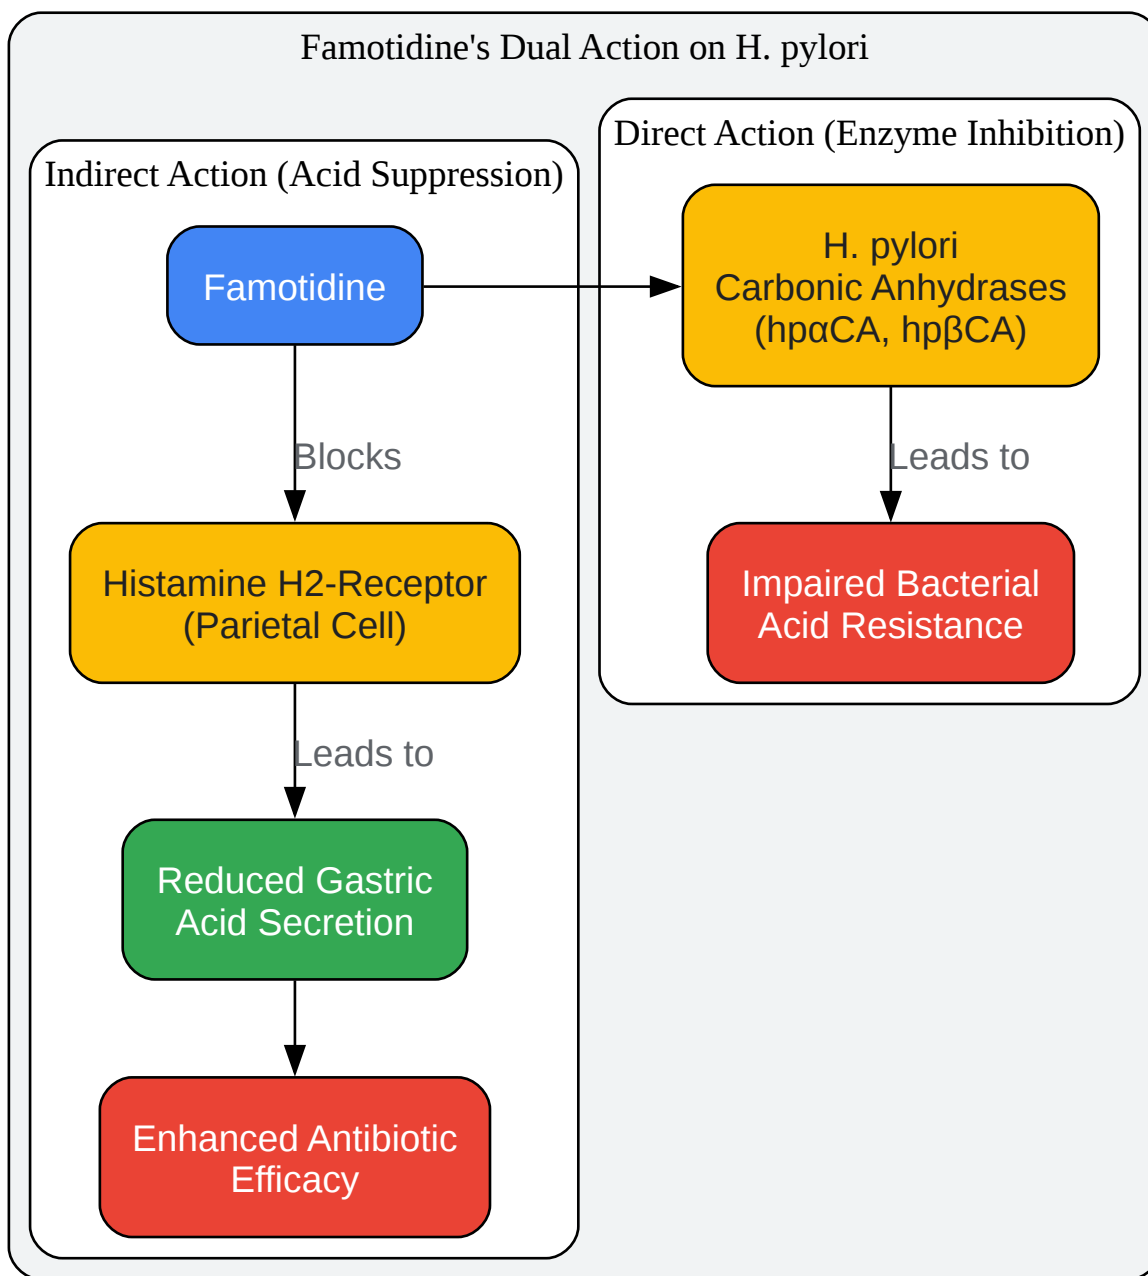 Famotidine's Dual Action on H. pylori
Indirect Action (Acid Suppression)
Famotidine
Blocks
Histamine H2-Receptor
(Parietal Cell)
Leads to
Reduced Gastric
Acid Secretion
Enhanced Antibiotic
Efficacy
Direct Action (Enzyme Inhibition)
H. pylori
Carbonic Anhydrases
(hpαCA, hpβCA)
Leads to
Impaired Bacterial
Acid Resistance